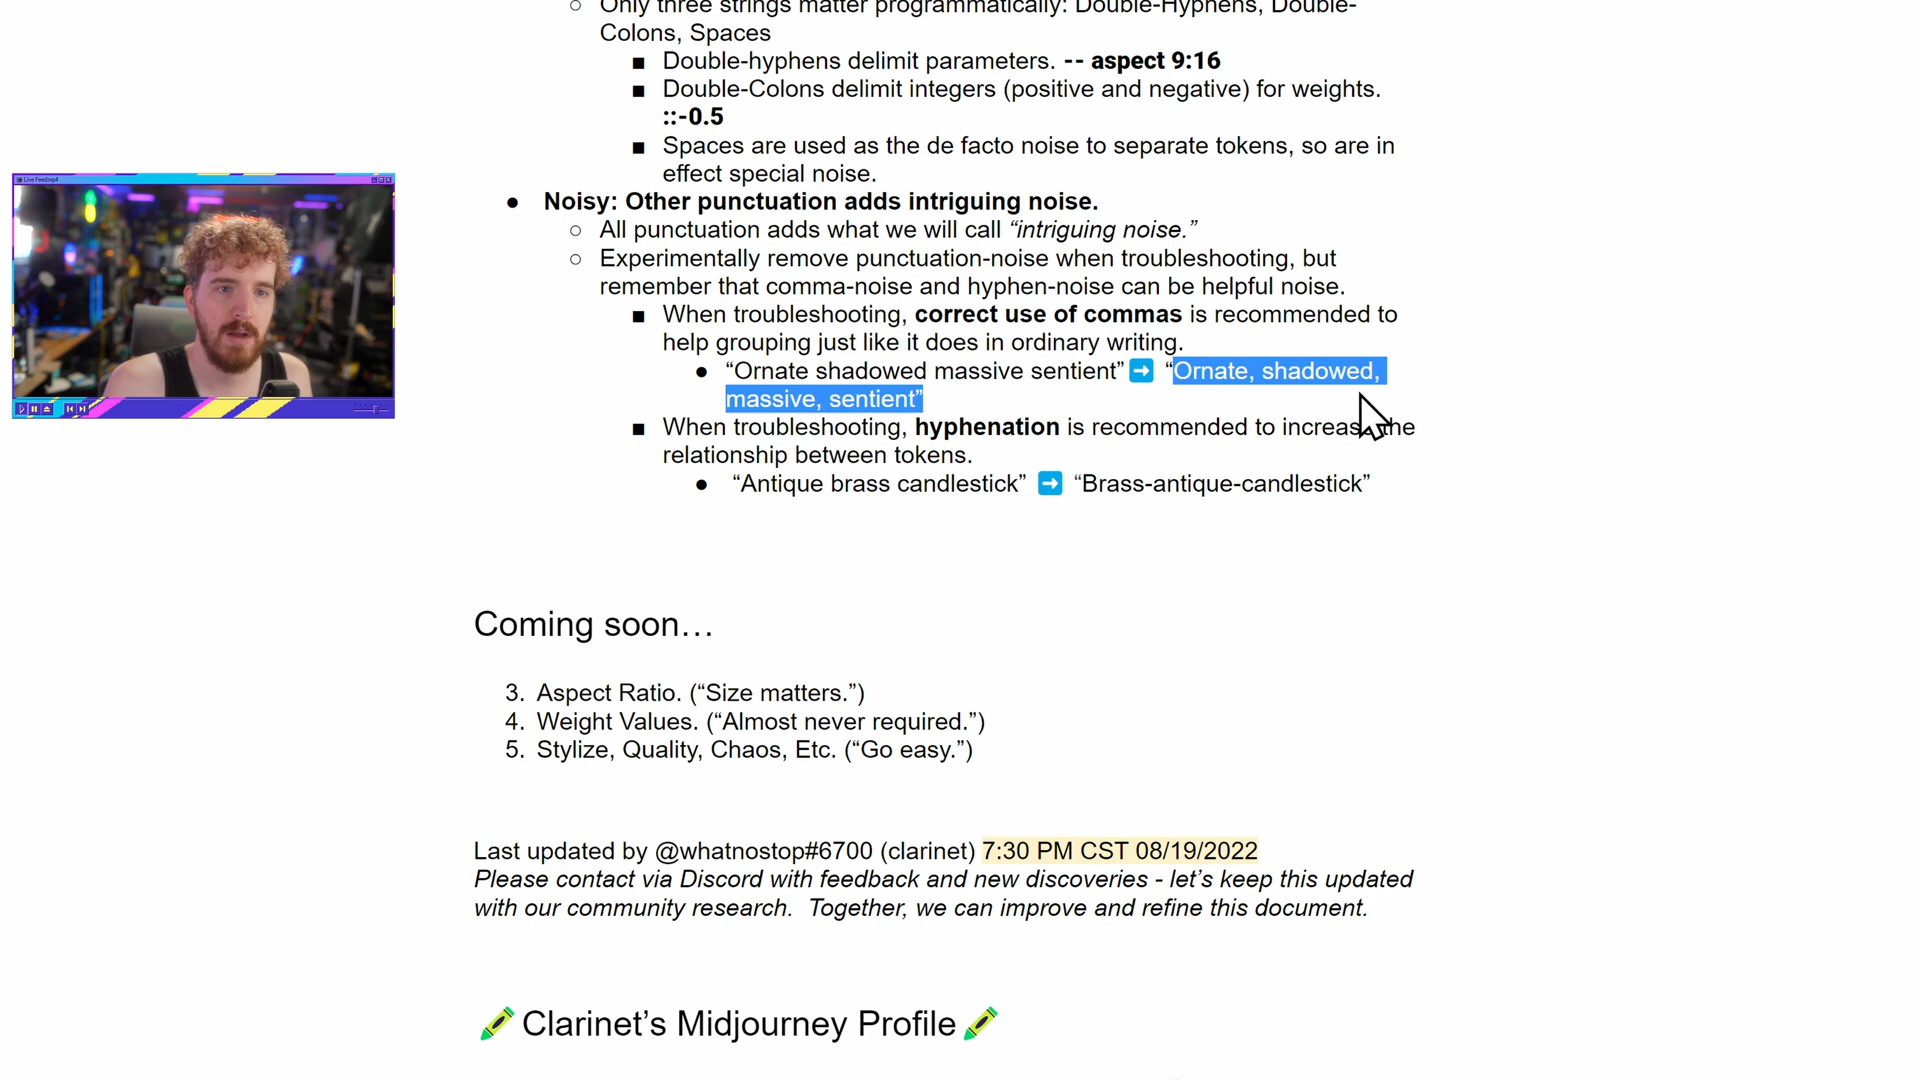 Only three strings matter programmatically: Double-Hyphens, Double-
Colons, Spaces
Double-hyphens delimit parameters. -- aspect 9:16
Double-Colons delimit integers (positive and negative) for weights.
::-0.5
Spaces are used as the de facto noise to separate tokens, so are in
effect special noise.
Noisy: Other punctuation adds intriguing noise.
All punctuation adds what we will call “intriguing noise.”
Experimentally remove punctuation-noise when troubleshooting, but
remember that comma-noise and hyphen-noise can be helpful noise.
When troubleshooting, correct use of commas is recommended to
help grouping just like it does in ordinary writing.
“Ornate shadowed massive sentient” ➡ “Ornate, shadowed,
massive, sentient”
When troubleshooting, hyphenation is recommended to increase the
relationship between tokens.
“Antique brass candlestick” ➡ “Brass-antique-candlestick”
Live Feed.mp4
Coming soon…
3. Aspect Ratio. (“Size matters.”)
4. Weight Values. (“Almost never required.”)
5. Stylize, Quality, Chaos, Etc. (“Go easy.”)
Last updated by @whatnostop#6700 (clarinet) 7:30 PM CST 08/19/2022
Please contact via Discord with feedback and new discoveries - let’s keep this updated
with our community research. Together, we can improve and refine this document.
Clarinet’s Midjourney Profile